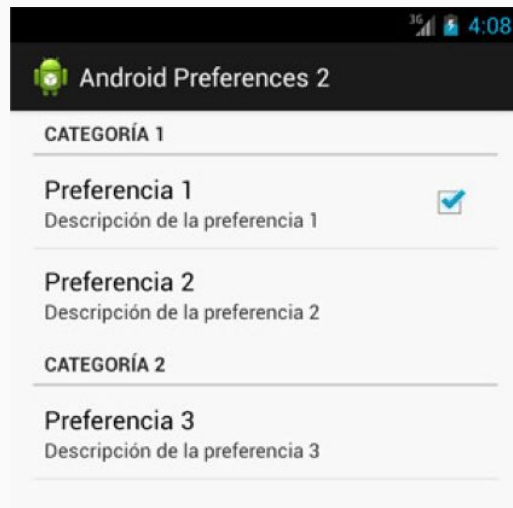 3G 4:08
Android Preferences 2
CATEGORÍA 1
Preferencia 1
Descripción de la preferencia 1
Preferencia 2
Descripción de la preferencia 2
CATEGORÍA 2
Preferencia 3
Descripción de la preferencia 3